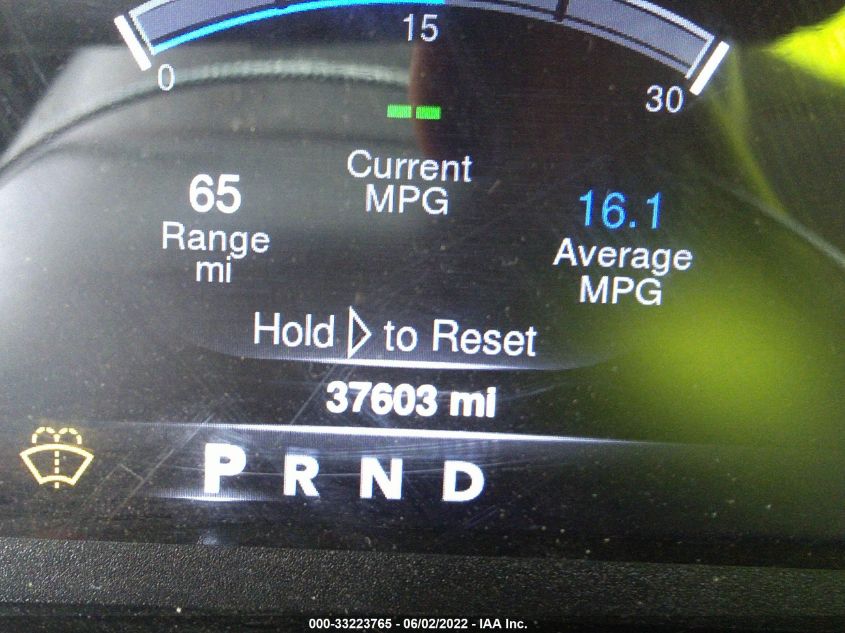 15
0
30
--
Current
MPG
65
Range
mi
16.1
Average
MPG
Hold ▷ to Reset
37603 mi
P R N D
000-33223765 - 06/02/2022 - IAA Inc.